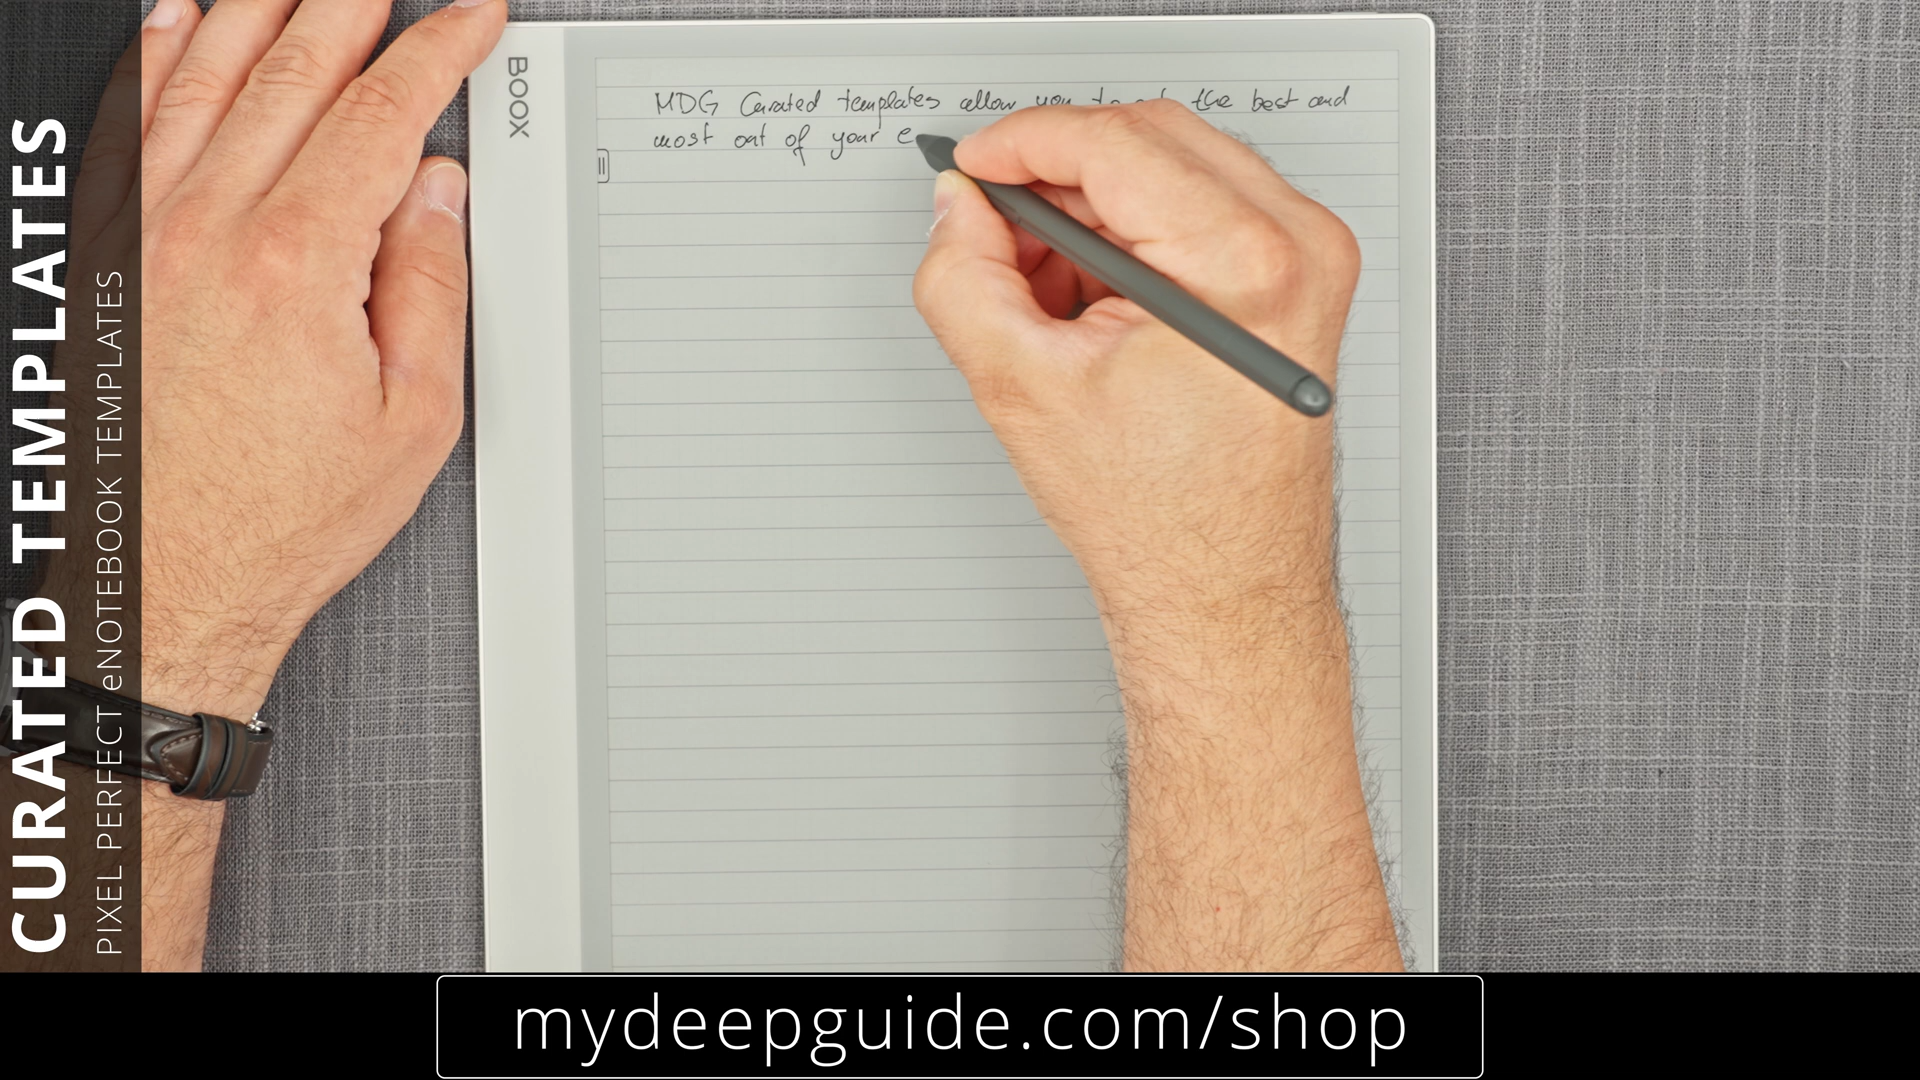 CURATED TEMPLATES
PIXEL PERFECT eNOTEBOOK TEMPLATES
BOOX
MDG Curated templates allow you to the best and
most out of your e
mydeepguide.com/shop